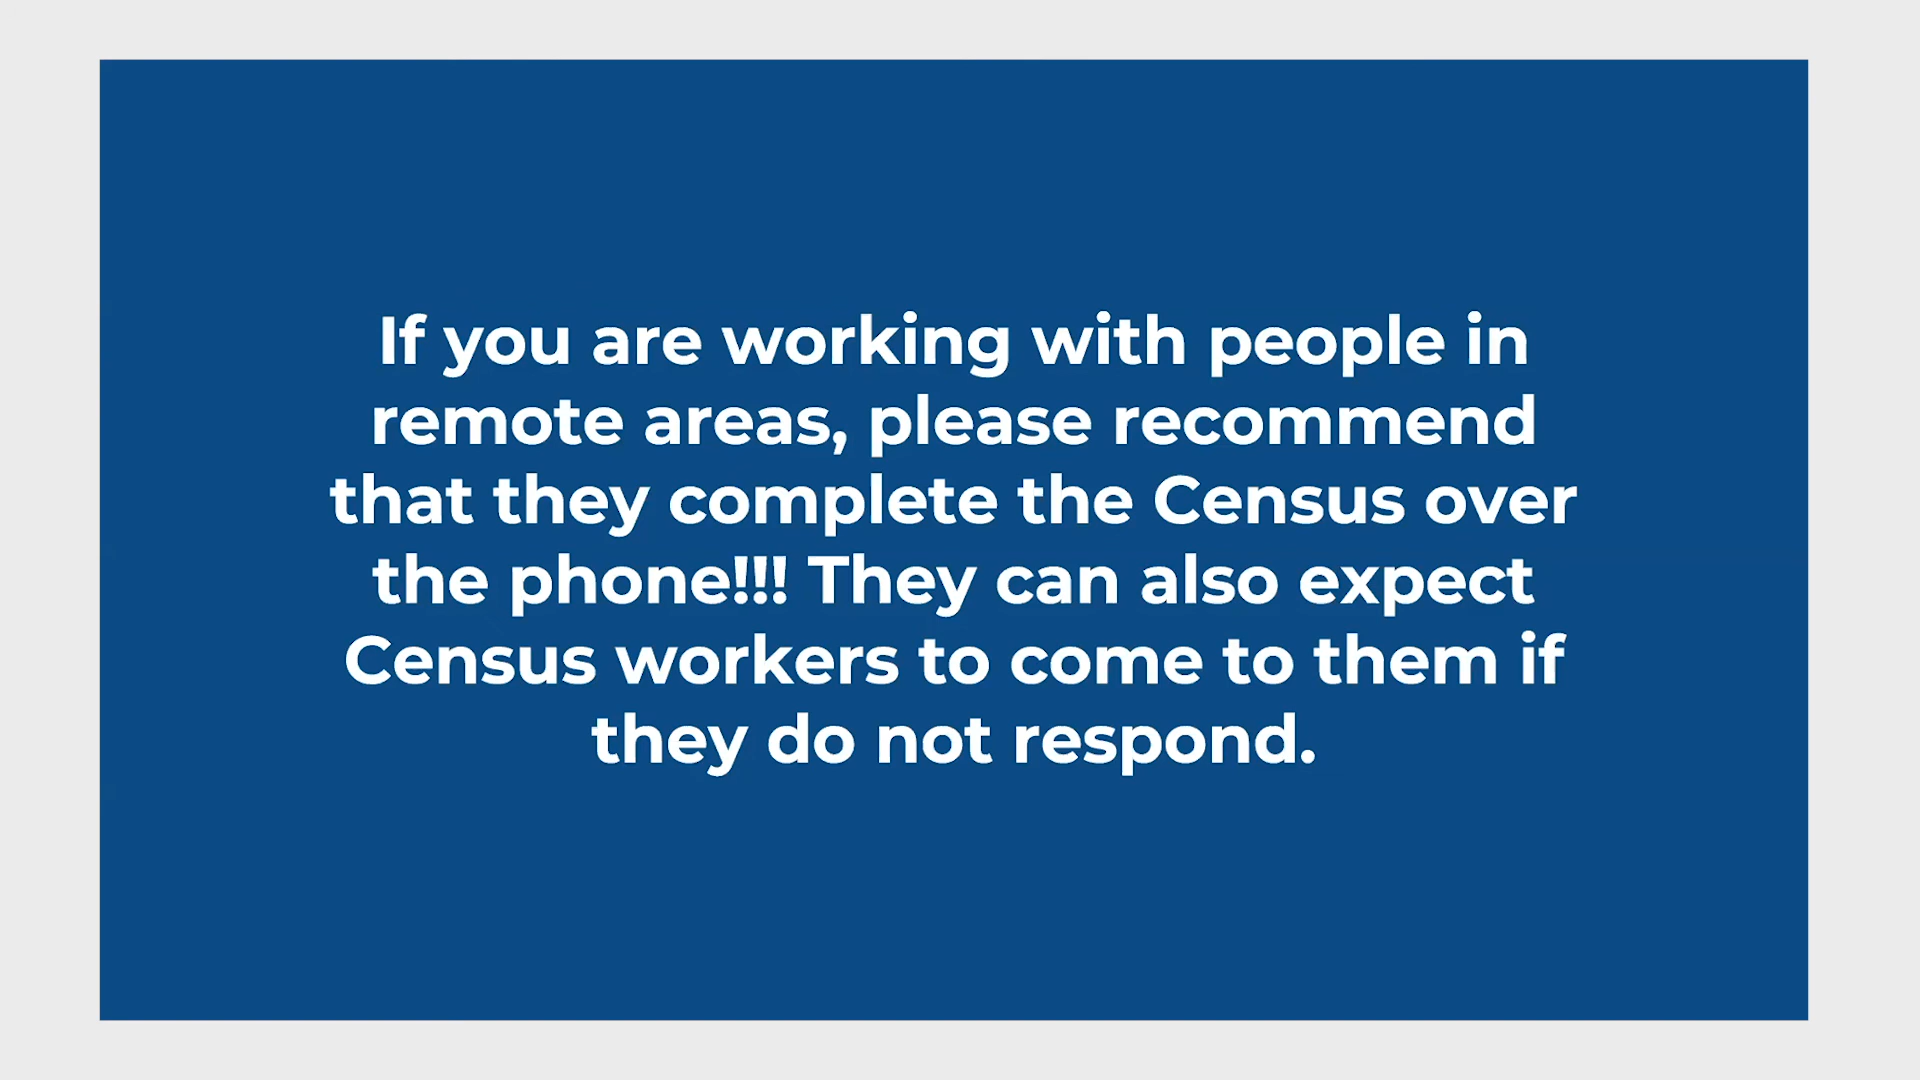 If you are working with people in
remote areas, please recommend
that they complete the Census over
the phone!!! They can also expect
Census workers to come to them if
they do not respond.